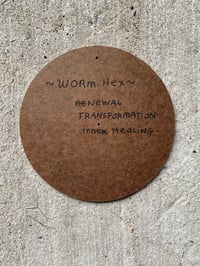 ~WORM HEX~
RENEWAL
TRANSFORMATION
INNER HEALING